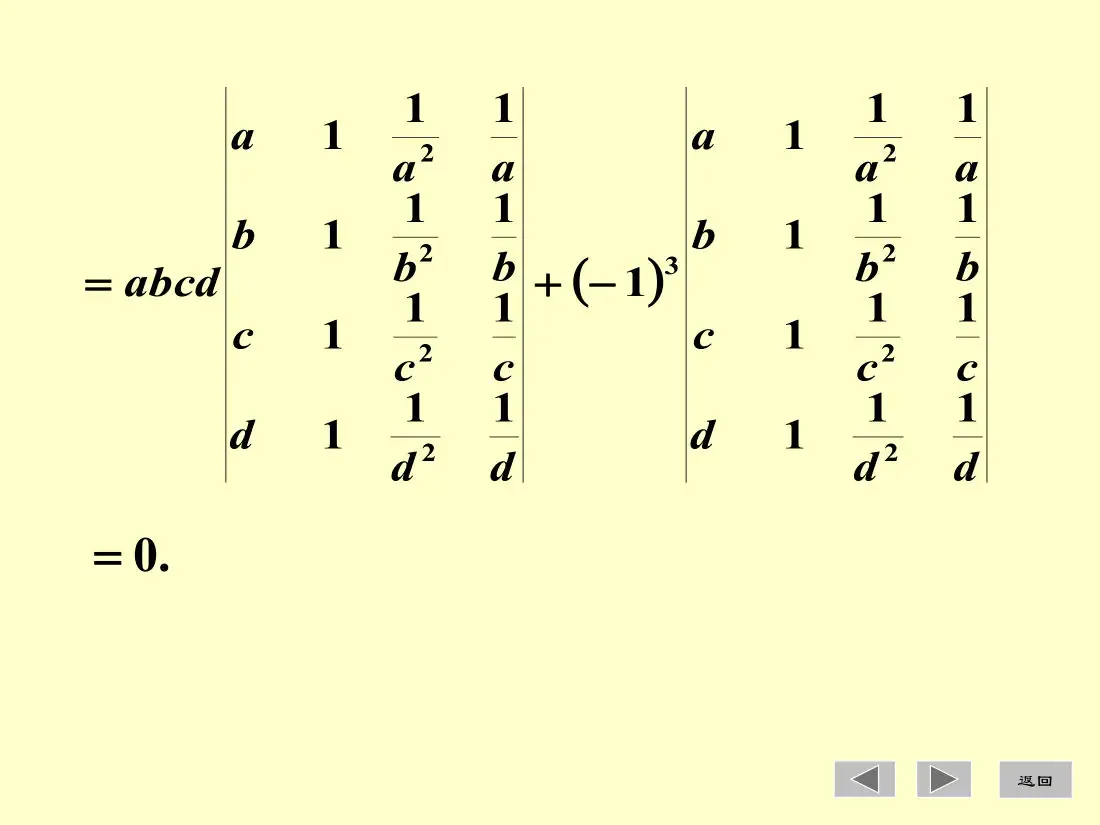 = abcd | a 1 1/a² 1/a ; b 1 1/b² 1/b ; c 1 1/c² 1/c ; d 1 1/d² 1/d | + (−1)³ | a 1 1/a² 1/a ; b 1 1/b² 1/b ; c 1 1/c² 1/c ; d 1 1/d² 1/d |
= 0.
返回